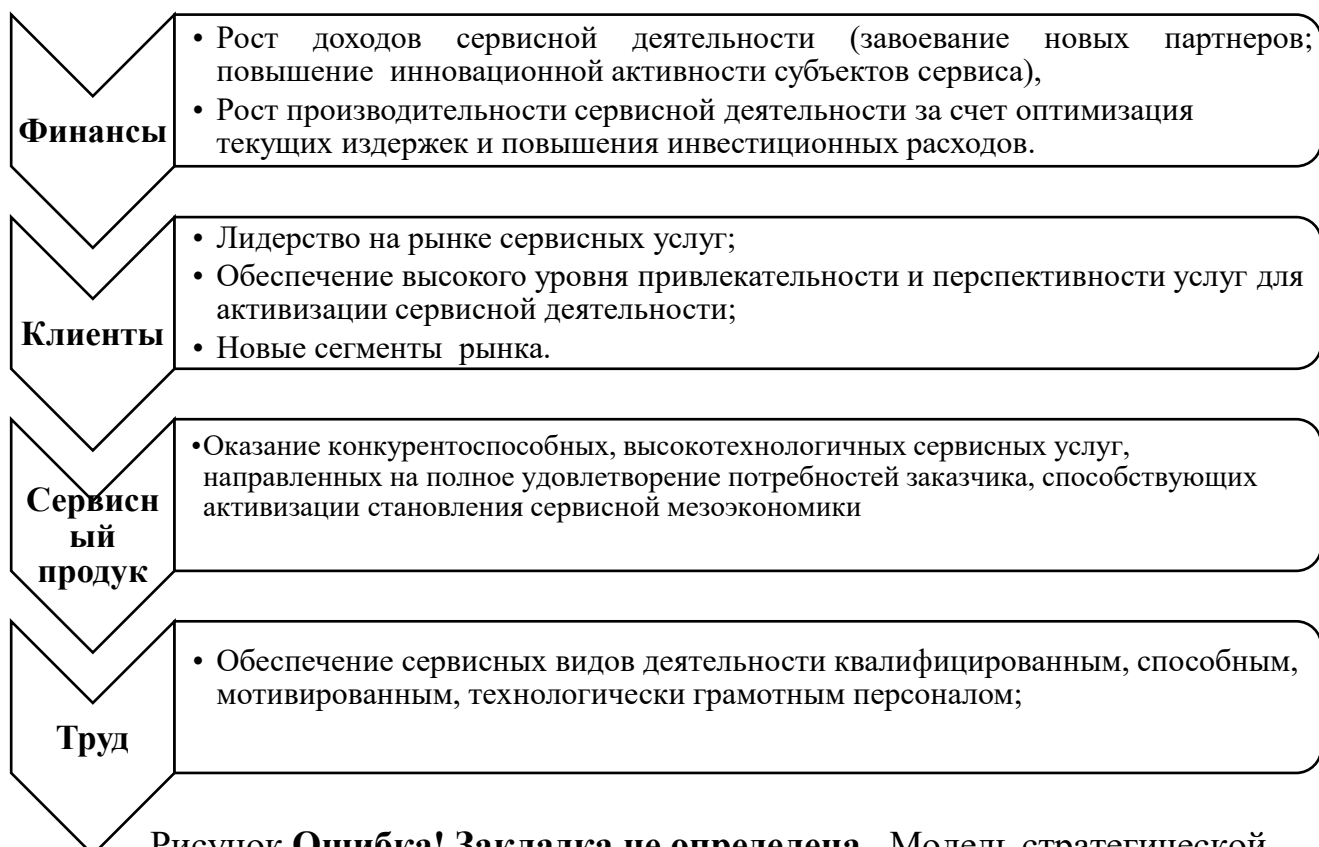 Финансы
• Рост доходов сервисной деятельности (завоевание новых партнеров;
повышение инновационной активности субъектов сервиса),
• Рост производительности сервисной деятельности за счет оптимизация
текущих издержек и повышения инвестиционных расходов.
Клиенты
• Лидерство на рынке сервисных услуг;
• Обеспечение высокого уровня привлекательности и перспективности услуг для
активизации сервисной деятельности;
• Новые сегменты рынка.
Сервисн
ый
продук
•Оказание конкурентоспособных, высокотехнологичных сервисных услуг,
направленных на полное удовлетворение потребностей заказчика, способствующих
активизации становления сервисной мезоэкономики
Труд
• Обеспечение сервисных видов деятельности квалифицированным, способным,
мотивированным, технологически грамотным персоналом;
Рисунок Ошибка! Закладка не определена.. Модель стратегической